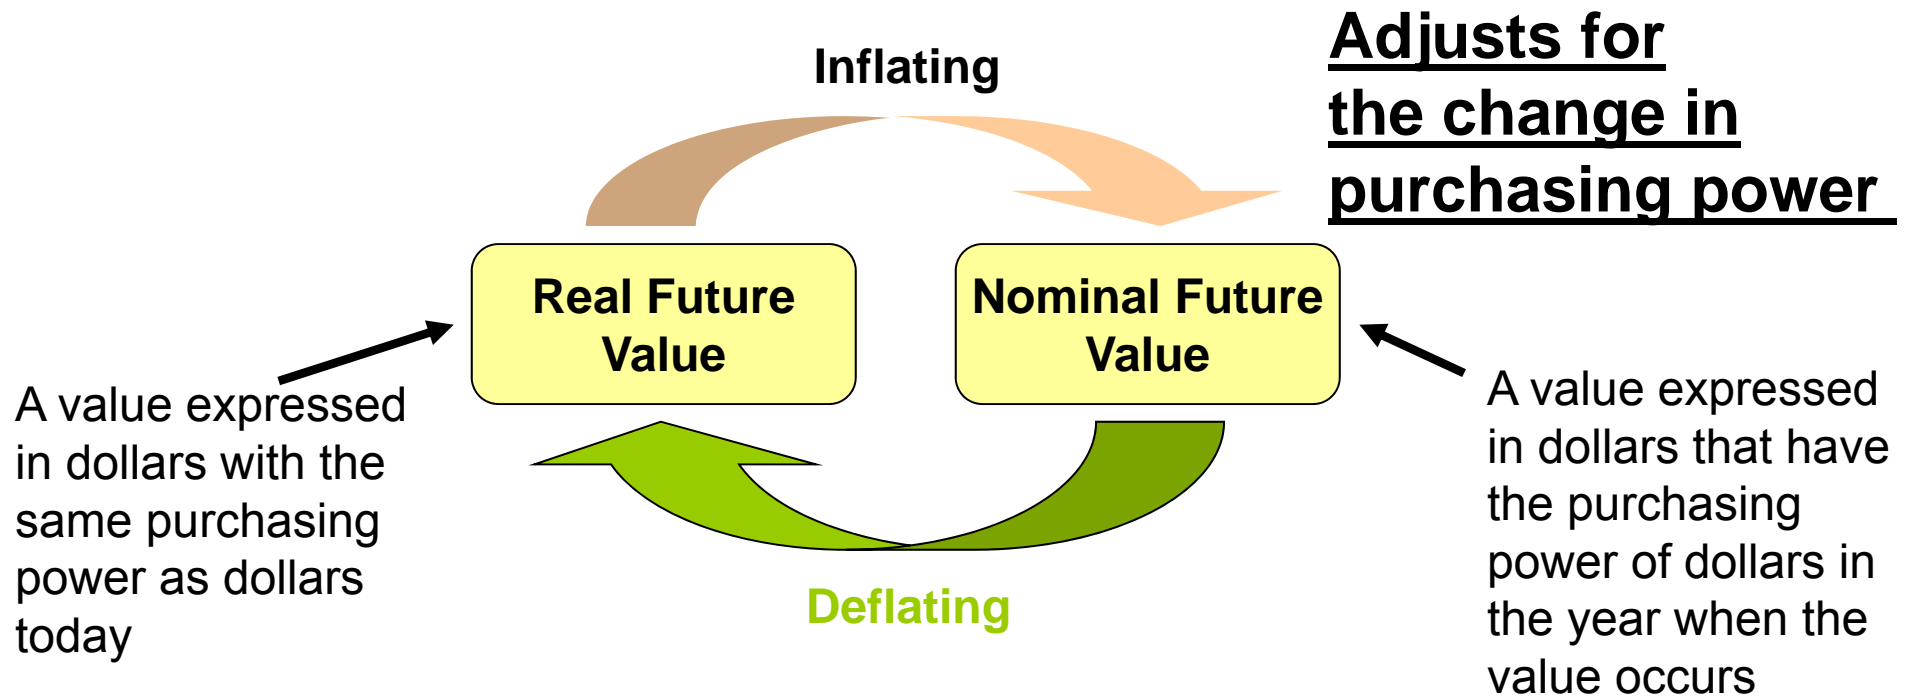 Inflating
Adjusts for
the change in
purchasing power
Real Future
Value
Nominal Future
Value
A value expressed
in dollars with the
same purchasing
power as dollars
today
A value expressed
in dollars that have
the purchasing
power of dollars in
the year when the
value occurs
Deflating